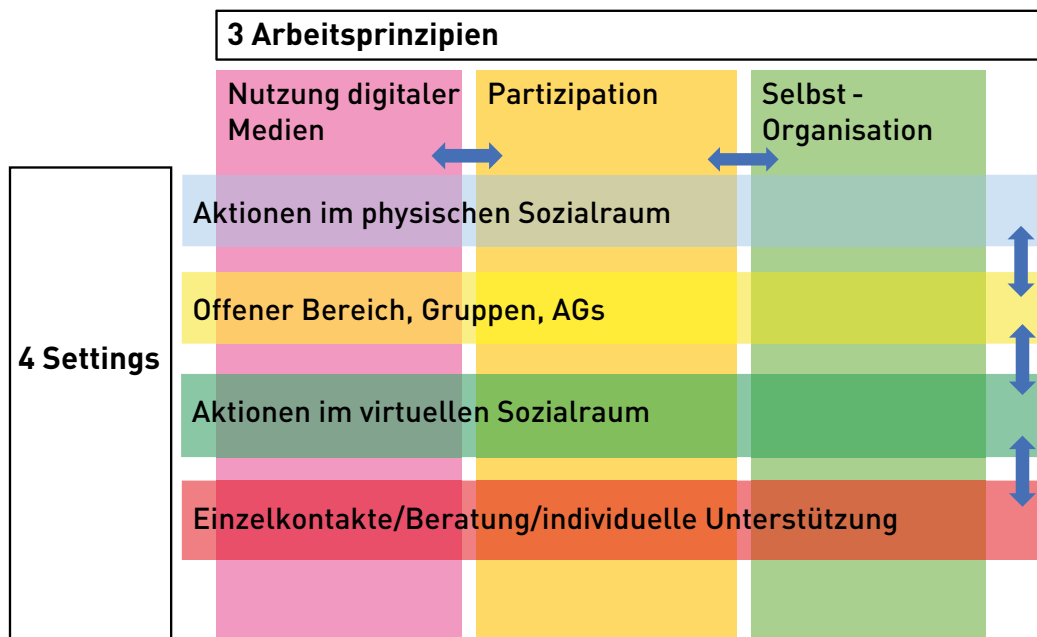 3 Arbeitsprinzipien
Nutzung digitaler
Medien
Partizipation
Selbst -
Organisation
4 Settings
Aktionen im physischen Sozialraum
Offener Bereich, Gruppen, AGs
Aktionen im virtuellen Sozialraum
Einzelkontakte/Beratung/individuelle Unterstützung